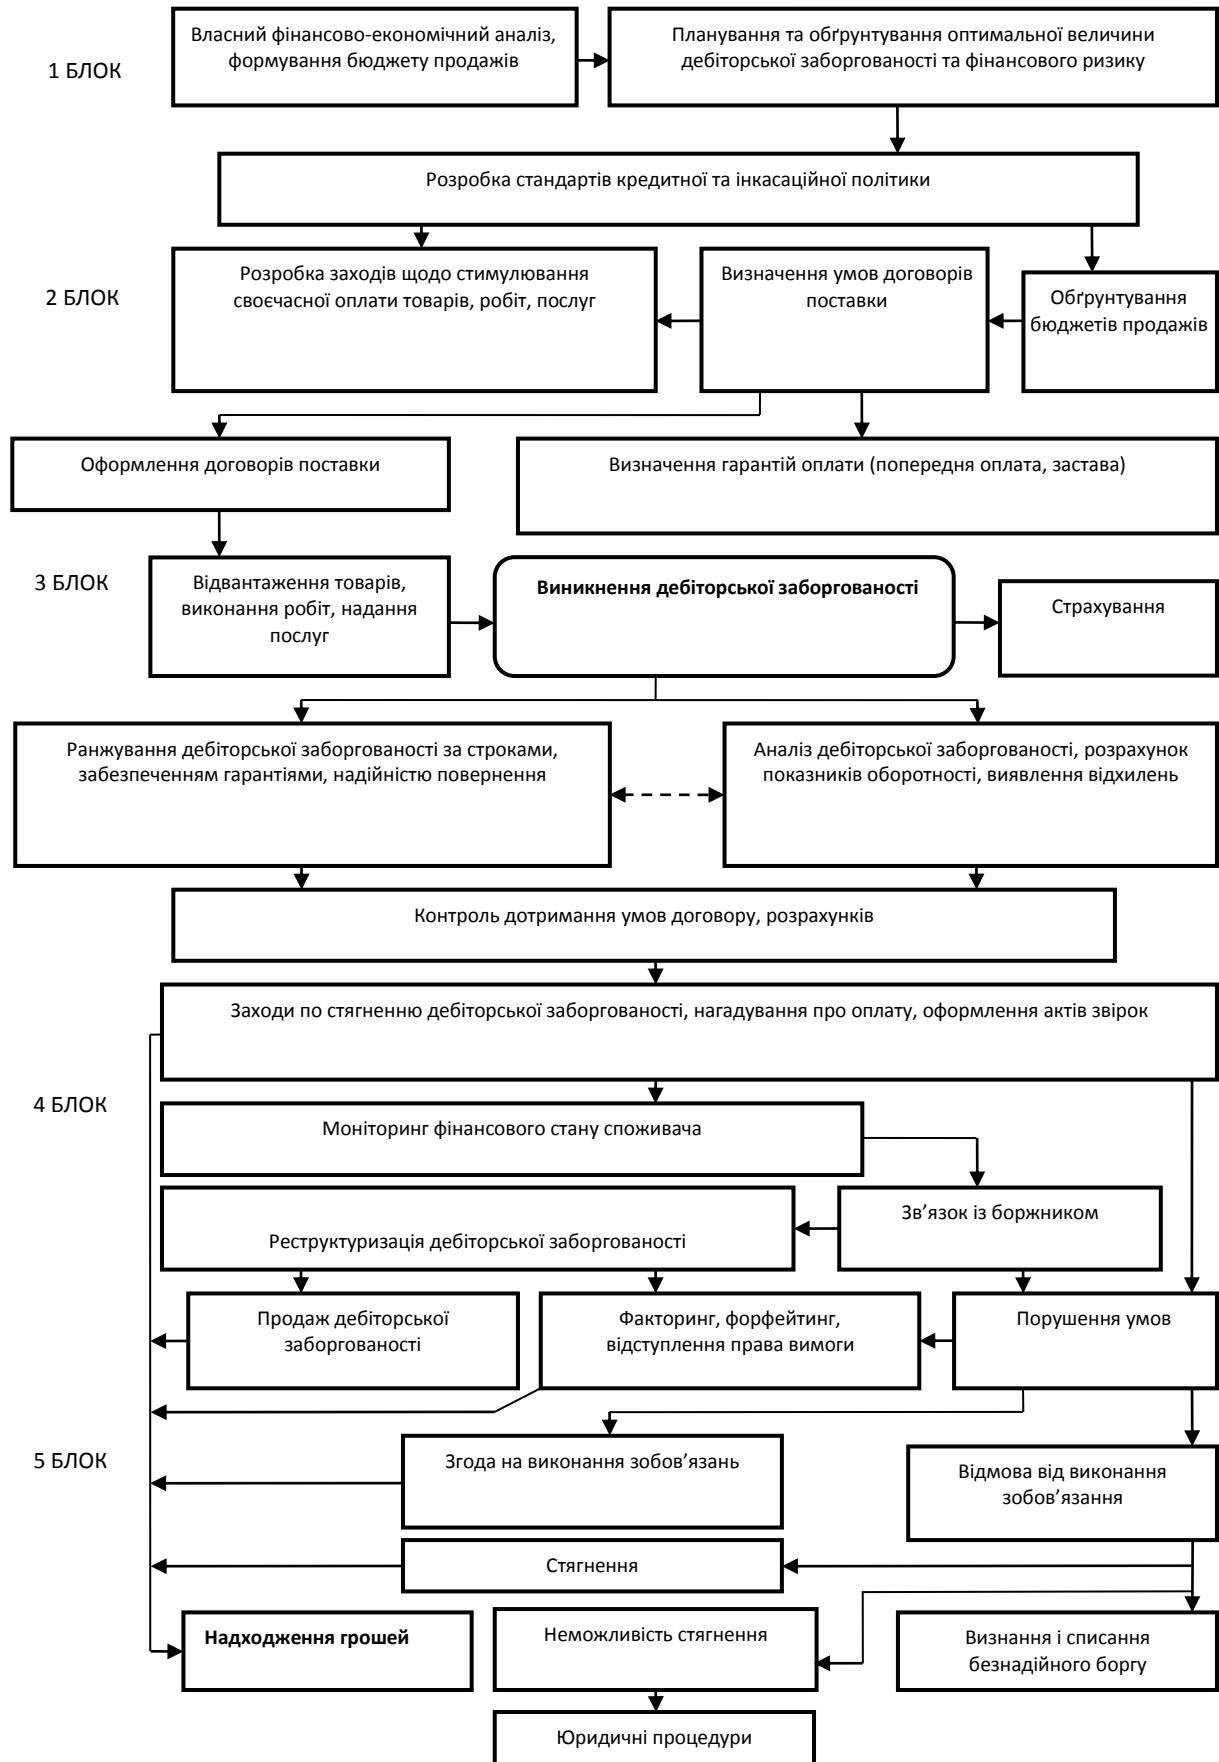 Власний фінансово-економічний аналіз,
формування бюджету продажів
Планування та обґрунтування оптимальної величини
дебіторської заборгованості та фінансового ризику
1 БЛОК
Розробка стандартів кредитної та інкасаційної політики
2 БЛОК
Розробка заходів щодо стимулювання
своєчасної оплати товарів, робіт, послуг
Визначення умов договорів
поставки
Обґрунтування
бюджетів продажів
Оформлення договорів поставки
Визначення гарантій оплати (попередня оплата, застава)
3 БЛОК
Відвантаження товарів,
виконання робіт, надання
послуг
Виникнення дебіторської заборгованості
Страхування
Ранжування дебіторської заборгованості за строками,
забезпеченням гарантіями, надійністю повернення
Аналіз дебіторської заборгованості, розрахунок
показників оборотності, виявлення відхилень
Контроль дотримання умов договору, розрахунків
Заходи по стягненню дебіторської заборгованості, нагадування про оплату, оформлення актів звірок
4 БЛОК
Моніторинг фінансового стану споживача
Зв’язок із боржником
Реструктуризація дебіторської заборгованості
Продаж дебіторської
заборгованості
Факторинг, форфейтинг,
відступлення права вимоги
Порушення умов
5 БЛОК
Згода на виконання зобов’язань
Відмова від виконання
зобов’язання
Стягнення
Надходження грошей
Неможливість стягнення
Визнання і списання
безнадійного боргу
Юридичні процедури